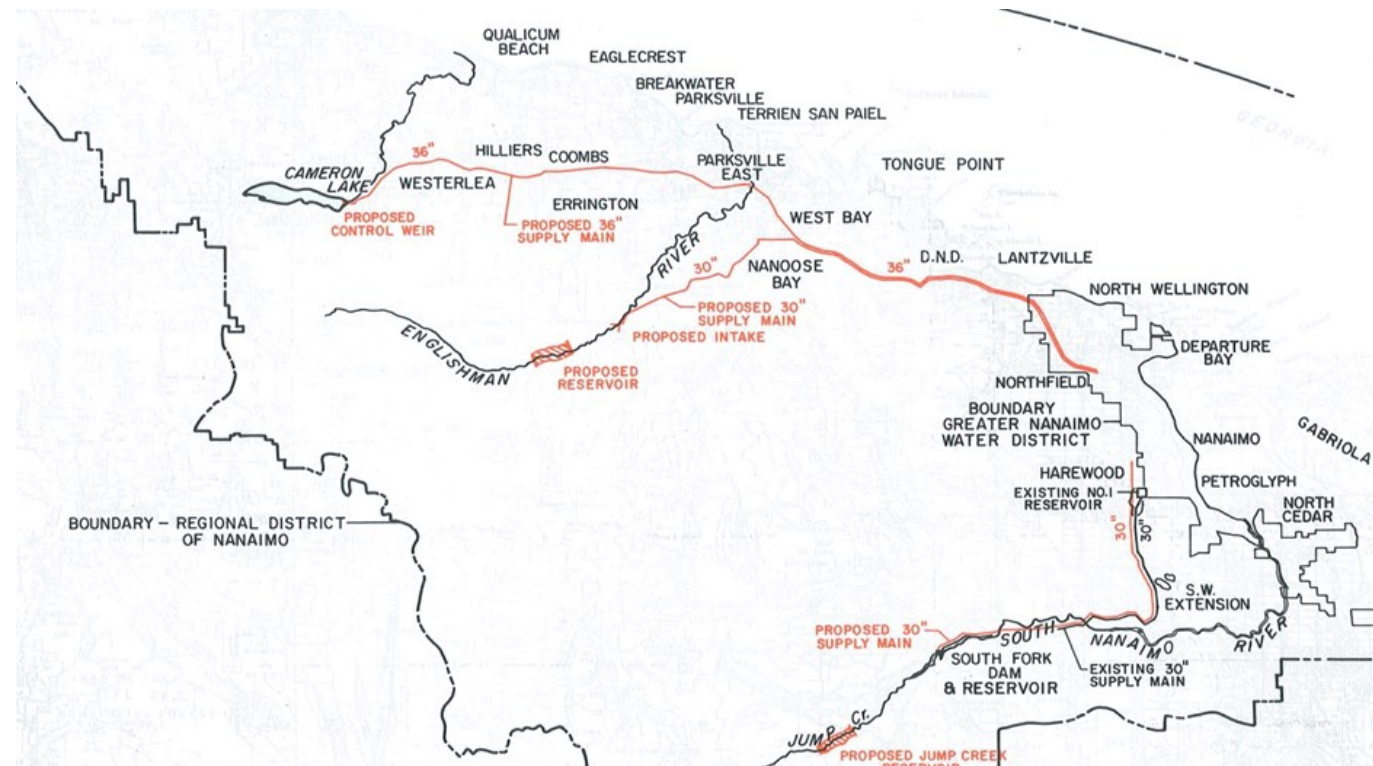 QUALICUM
BEACH
EAGLECREST
BREAKWATER
PARKSVILLE
TERRIEN SAN PAIEL
GEORGIA
36"
HILLIERS
COOMBS
PARKSVILLE
EAST
TONGUE POINT
CAMERON
LAKE
WESTERLEA
ERRINGTON
PROPOSED
CONTROL WEIR
PROPOSED 36"
SUPPLY MAIN
WEST BAY
RIVER
30"
NANOOSE
BAY
36"
D.N.D.
LANTZVILLE
NORTH WELLINGTON
PROPOSED 30"
SUPPLY MAIN
PROPOSED INTAKE
ENGLISHMAN
PROPOSED
RESERVOIR
DEPARTURE
BAY
NORTHFIELD
BOUNDARY
GREATER NANAIMO
WATER DISTRICT
NANAIMO
GABRIOLA
HAREWOOD
EXISTING NO.1
RESERVOIR
PETROGLYPH
NORTH
CEDAR
BOUNDARY - REGIONAL DISTRICT
OF NANAIMO
30"
30"
S.W.
EXTENSION
PROPOSED 30"
SUPPLY MAIN
SOUTH
NANAIMO
RIVER
SOUTH FORK
DAM
& RESERVOIR
EXISTING 30"
SUPPLY MAIN
JUMP Cr.
PROPOSED JUMP CREEK
RESERVOIR